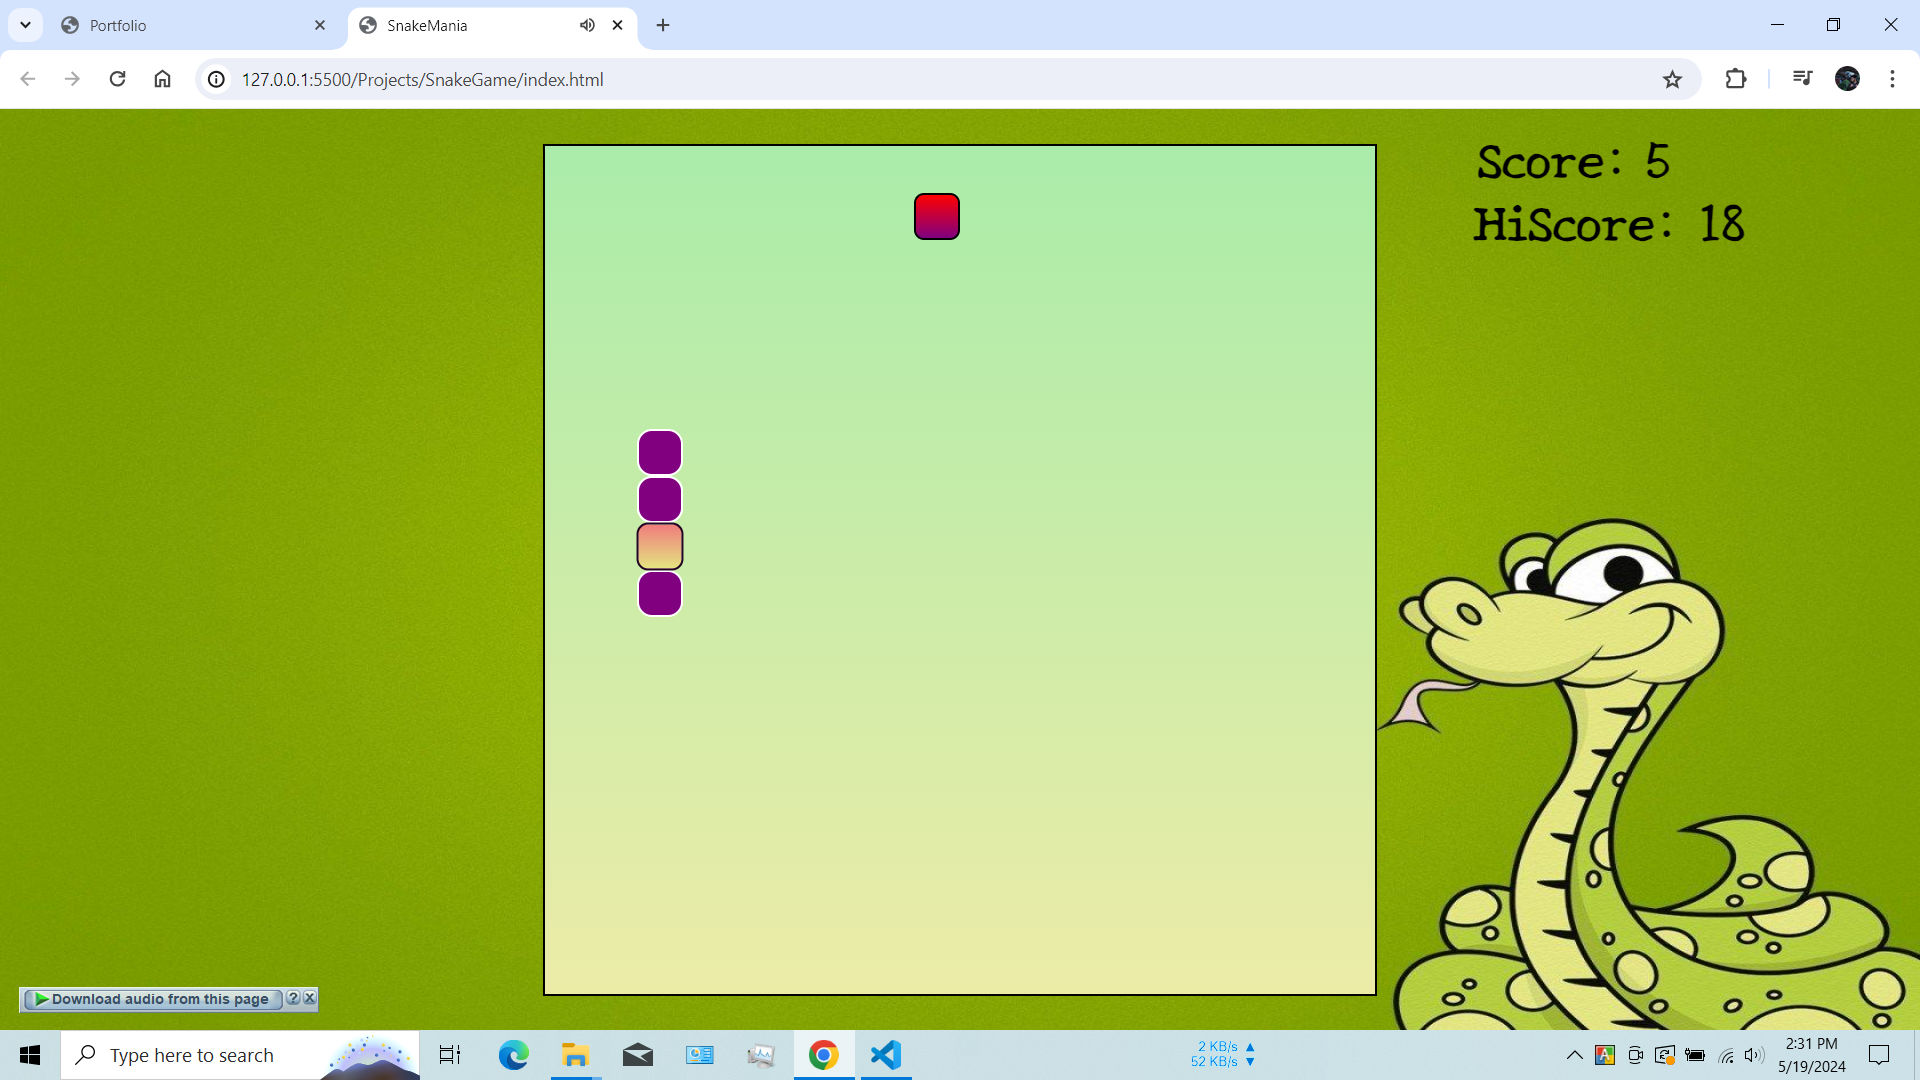 Portfolio
SnakeMania
127.0.0.1:5500/Projects/SnakeGame/index.html
Score: 5
HiScore: 18
Download audio from this page
?
Type here to search
2 KB/s
52 KB/s
2:31 PM
5/19/2024